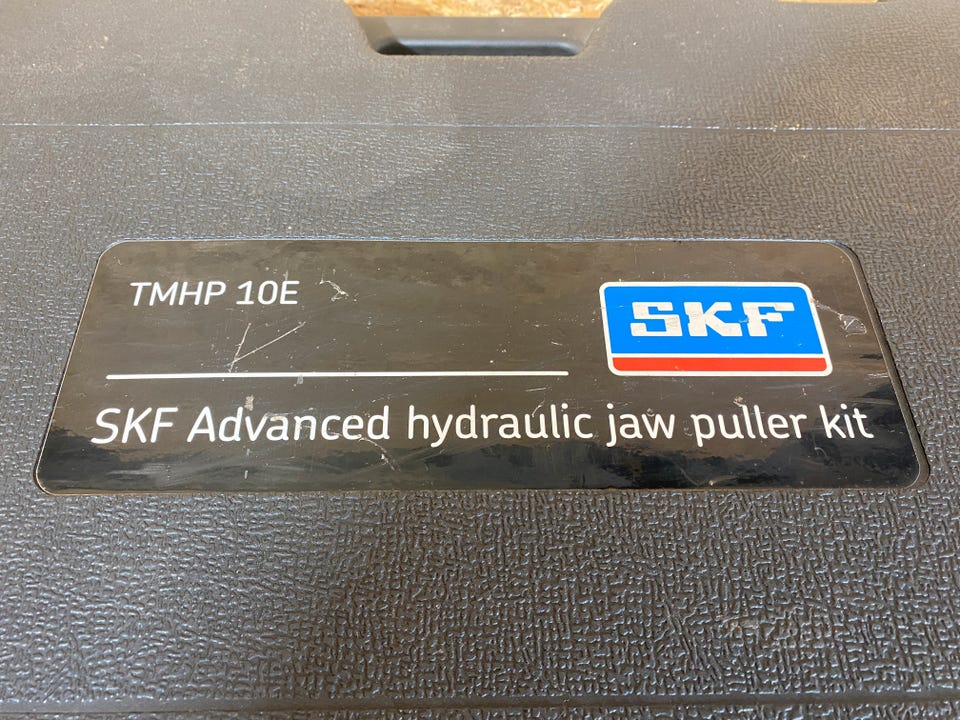 TMHP 10E
SKF
SKF Advanced hydraulic jaw puller kit